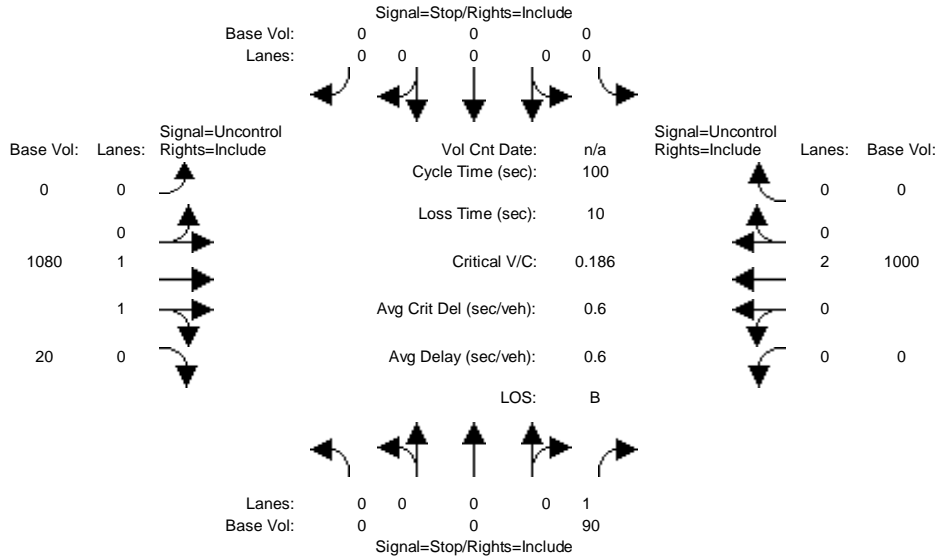 Signal=Stop/Rights=Include
Base Vol: 0 0 0
Lanes: 0 0 0 0 0
Signal=Uncontrol
Base Vol: Lanes: Rights=Include
Vol Cnt Date: n/a
Signal=Uncontrol
Rights=Include Lanes: Base Vol:
Cycle Time (sec): 100
0 0
0 0
Loss Time (sec): 10
0
0
1080 1
Critical V/C: 0.186
2 1000
1
Avg Crit Del (sec/veh): 0.6
0
20 0
Avg Delay (sec/veh): 0.6
0 0
LOS: B
Lanes: 0 0 0 0 1
Base Vol: 0 0 90
Signal=Stop/Rights=Include